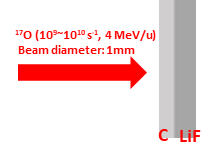 ¹⁷O (10⁹~10¹⁰ s⁻¹, 4 MeV/u)
Beam diameter: 1mm
C LiF